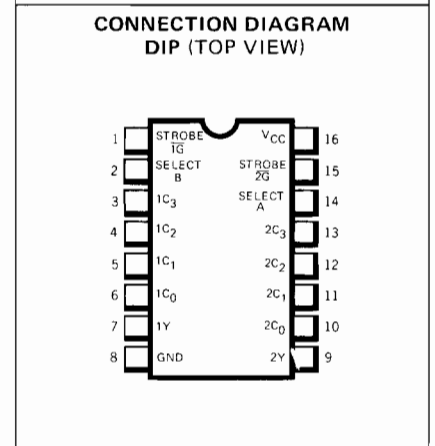 CONNECTION DIAGRAM
DIP (TOP VIEW)
1 STROBE 1G̅ VCC 16
2 SELECT B STROBE 2G̅ 15
3 1C3 SELECT A 14
4 1C2 2C3 13
5 1C1 2C2 12
6 1C0 2C1 11
7 1Y 2C0 10
8 GND 2Y 9